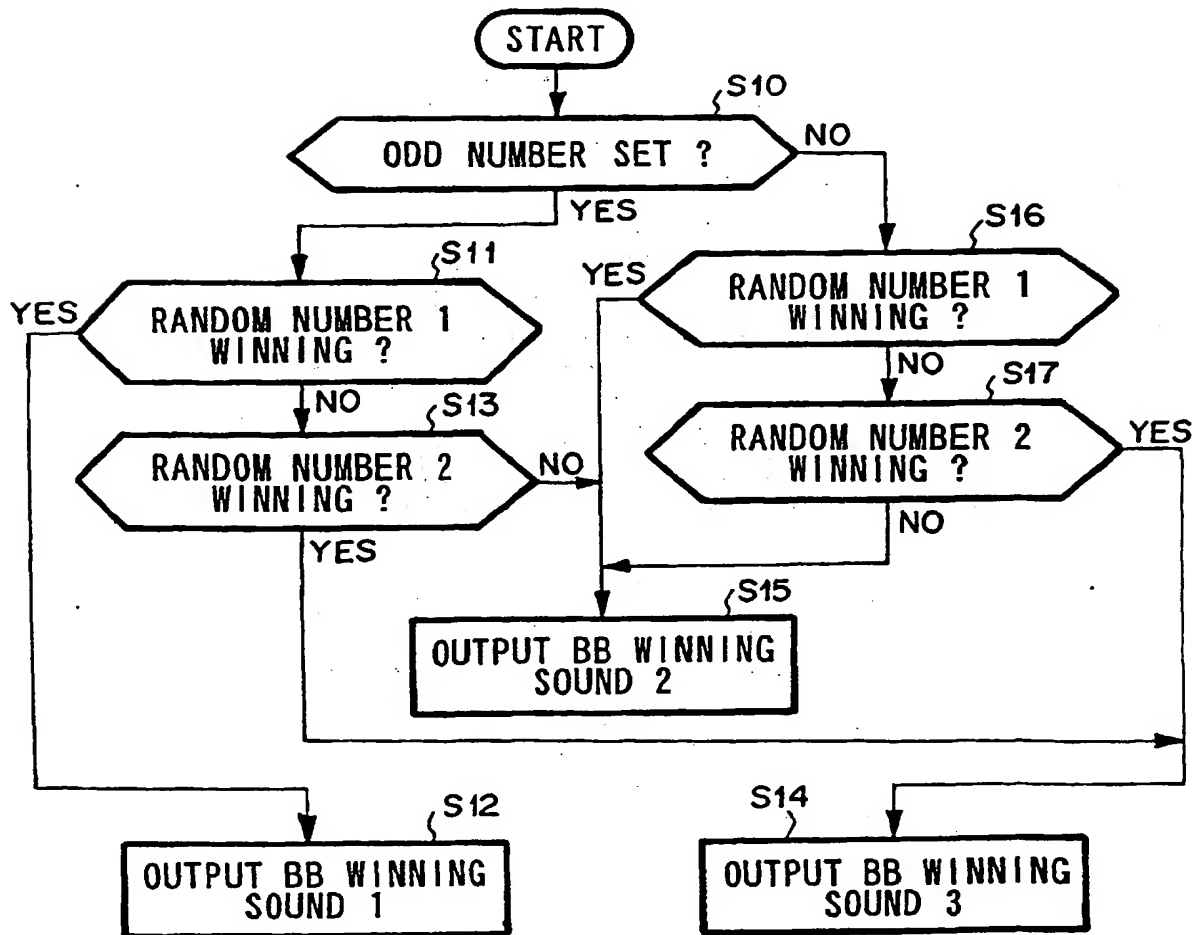 START
S10
ODD NUMBER SET ?
NO
YES
S11
S16
YES
RANDOM NUMBER 1
WINNING ?
YES
RANDOM NUMBER 1
WINNING ?
NO
S13
NO
S17
RANDOM NUMBER 2
WINNING ?
NO
RANDOM NUMBER 2
WINNING ?
YES
YES
NO
S15
OUTPUT BB WINNING
SOUND 2
S12
S14
OUTPUT BB WINNING
SOUND 1
OUTPUT BB WINNING
SOUND 3